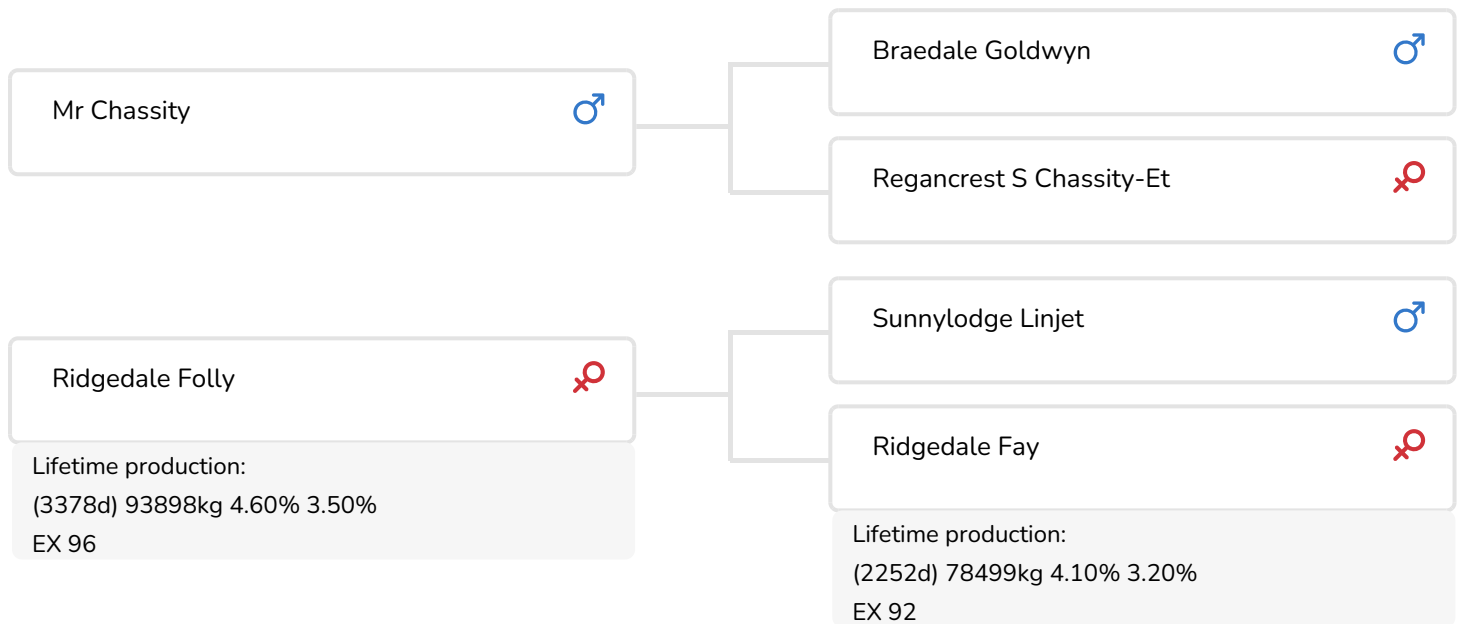 Mr Chassity
Braedale Goldwyn
Regancrest S Chassity-Et
Ridgedale Folly
Lifetime production:
(3378d) 93898kg 4.60% 3.50%
EX 96
Sunnylodge Linjet
Ridgedale Fay
Lifetime production:
(2252d) 78499kg 4.10% 3.20%
EX 92